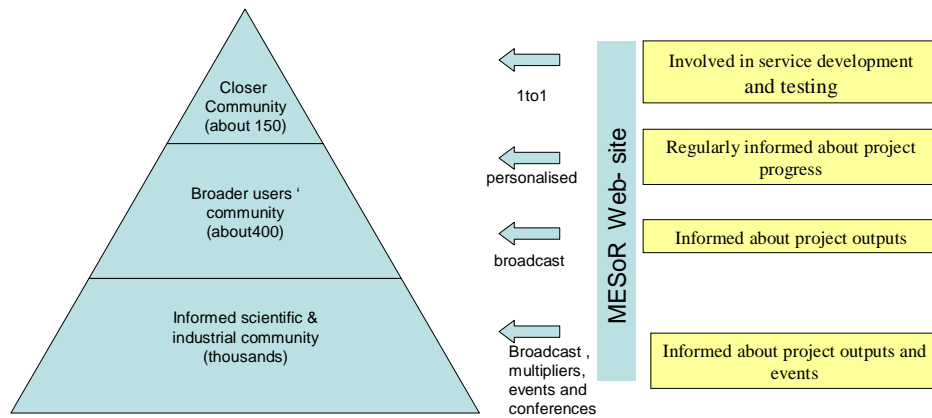 Closer
Community
(about 150)
Broader users ‘
community
(about400)
Informed scientific &
industrial community
(thousands)
1to1
personalised
broadcast
Broadcast ,
multipliers,
events and
conferences
MESoR Web- site
Involved in service development
and testing
Regularly informed about project
progress
Informed about project outputs
Informed about project outputs and
events